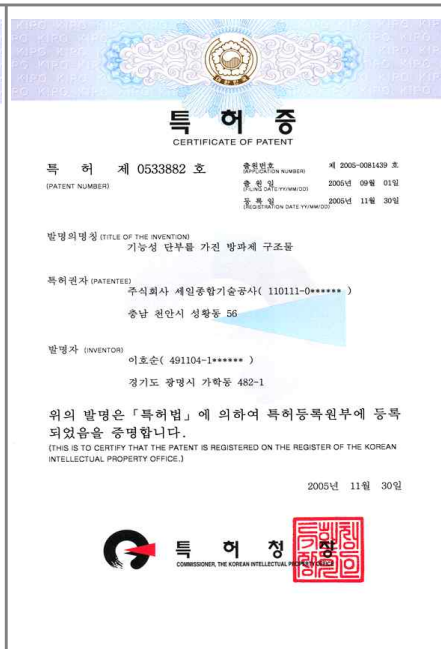 특 허 증
CERTIFICATE OF PATENT
특 허 제 0533882 호
(PATENT NUMBER)
출원번호 제 2005-0081439 호
(APPLICATION NUMBER)
출 원 일 2005년 09월 01일
(FILING DATE:YY/MM/DD)
등 록 일 2005년 11월 30일
(REGISTRATION DATE:YY/MM/DD)
발명의명칭 (TITLE OF THE INVENTION)
기능성 단부를 가진 방파제 구조물
특허권자 (PATENTEE)
주식회사 세일종합기술공사( 110111-0****** )
충남 천안시 성황동 56
발명자 (INVENTOR)
이호순( 491104-1****** )
경기도 광명시 가학동 482-1
위의 발명은 「특허법」에 의하여 특허등록원부에 등록
되었음을 증명합니다.
(THIS IS TO CERTIFY THAT THE PATENT IS REGISTERED ON THE REGISTER OF THE KOREAN
INTELLECTUAL PROPERTY OFFICE.)
2005년 11월 30일
특 허 청 장
COMMISSIONER, THE KOREAN INTELLECTUAL PROPERTY OFFICE